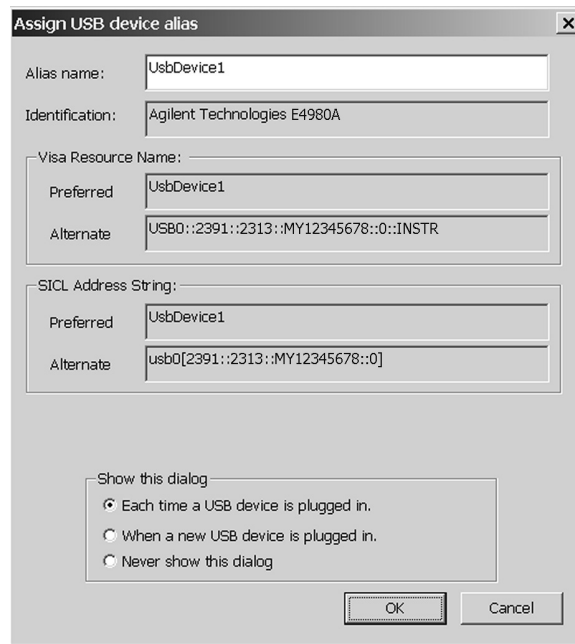 Assign USB device alias
Alias name: UsbDevice1
Identification: Agilent Technologies E4980A
Visa Resource Name:
Preferred UsbDevice1
Alternate USB0::2391::2313::MY12345678::0::INSTR
SICL Address String:
Preferred UsbDevice1
Alternate usb0[2391::2313::MY12345678::0]
Show this dialog
Each time a USB device is plugged in.
When a new USB device is plugged in.
Never show this dialog
OK Cancel